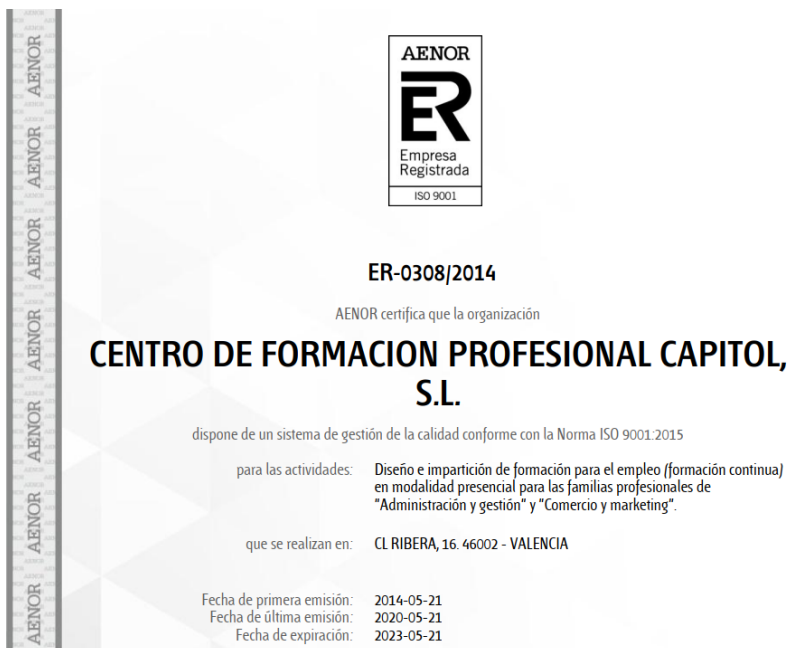 AENOR
ER
Empresa
Registrada
ISO 9001
ER-0308/2014
AENOR certifica que la organización
CENTRO DE FORMACION PROFESIONAL CAPITOL,
S.L.
dispone de un sistema de gestión de la calidad conforme con la Norma ISO 9001:2015
para las actividades: Diseño e impartición de formación para el empleo (formación continua)
en modalidad presencial para las familias profesionales de
"Administración y gestión" y "Comercio y marketing".
que se realizan en: CL RIBERA, 16. 46002 - VALENCIA
Fecha de primera emisión: 2014-05-21
Fecha de última emisión: 2020-05-21
Fecha de expiración: 2023-05-21
AENOR
AENOR
AENOR
AENOR
AENOR
AENOR
AENOR